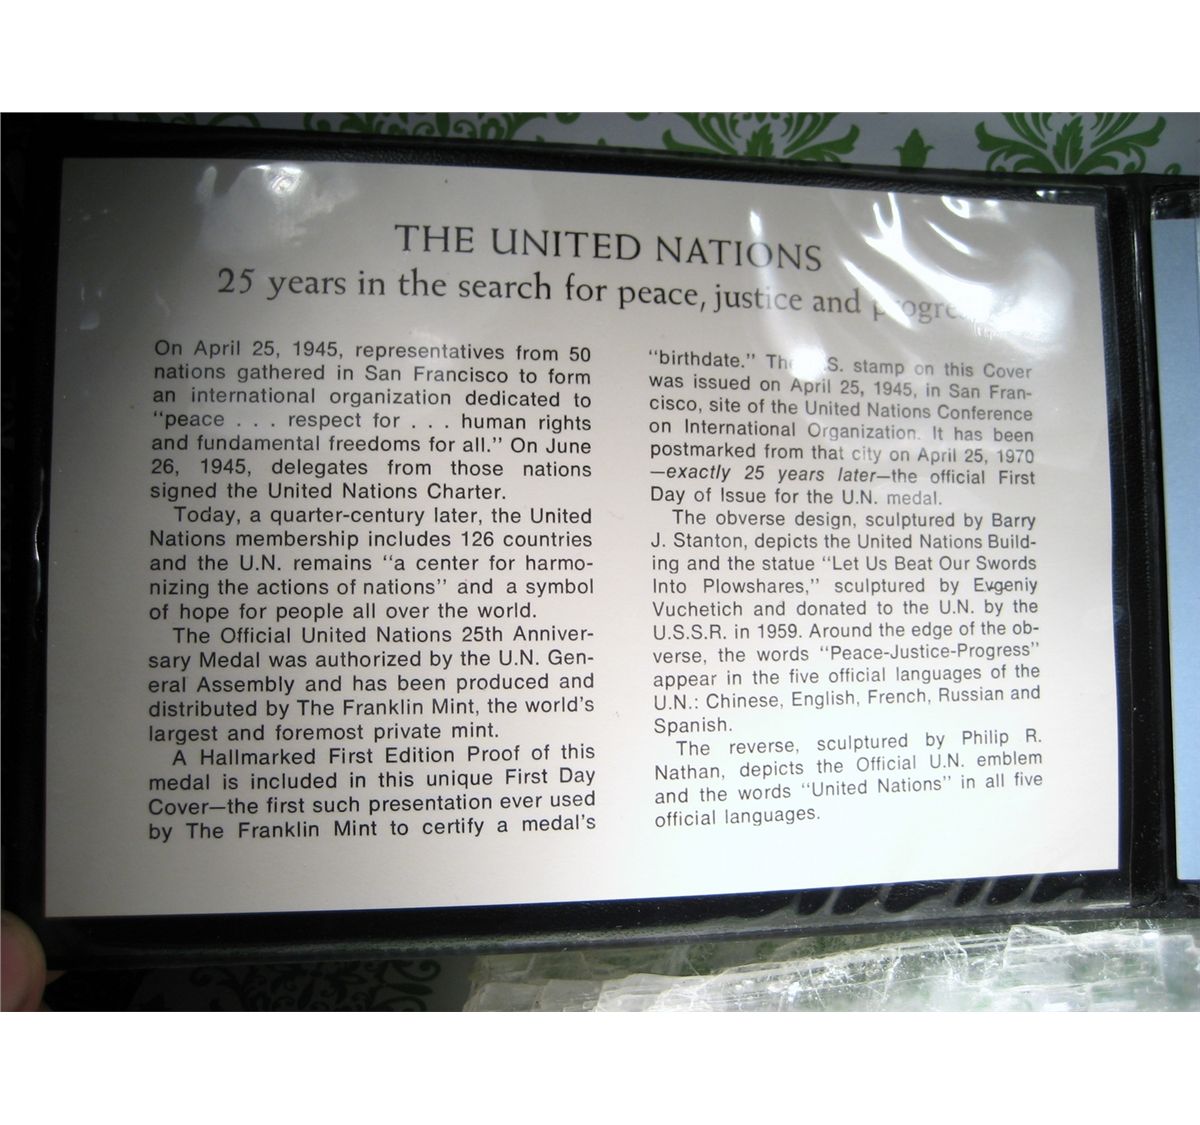 THE UNITED NATIONS
25 years in the search for peace, justice and
On April 25, 1945, representatives from 50
nations gathered in San Francisco to form
an international organization dedicated to
“peace . . . respect for . . . human rights
and fundamental freedoms for all.” On June
26, 1945, delegates from those nations
signed the United Nations Charter.
Today, a quarter-century later, the United
Nations membership includes 126 countries
and the U.N. remains “a center for harmo-
nizing the actions of nations” and a symbol
of hope for people all over the world.
The Official United Nations 25th Anniver-
sary Medal was authorized by the U.N. Gen-
eral Assembly and has been produced and
distributed by The Franklin Mint, the world’s
largest and foremost private mint.
A Hallmarked First Edition Proof of this
medal is included in this unique First Day
Cover—the first such presentation ever used
by The Franklin Mint to certify a medal’s
“birthdate.” stamp on this Cover
was issued on April 25, 1945, in San Fran-
cisco, site of the United Nations Conference
on International Organization. It has been
postmarked from that city on April 25, 1970
—exactly 25 years later—the official First
Day of Issue for the U.N. medal.
The obverse design, sculptured by Barry
J. Stanton, depicts the United Nations Build-
ing and the statue “Let Us Beat Our Swords
Into Plowshares,” sculptured by Evgeniy
Vuchetich and donated to the U.N. by the
U.S.S.R. in 1959. Around the edge of the ob-
verse, the words “Peace-Justice-Progress”
appear in the five official languages of the
U.N.: Chinese, English, French, Russian and
Spanish.
The reverse, sculptured by Philip R.
Nathan, depicts the Official U.N. emblem
and the words “United Nations” in all five
official languages.